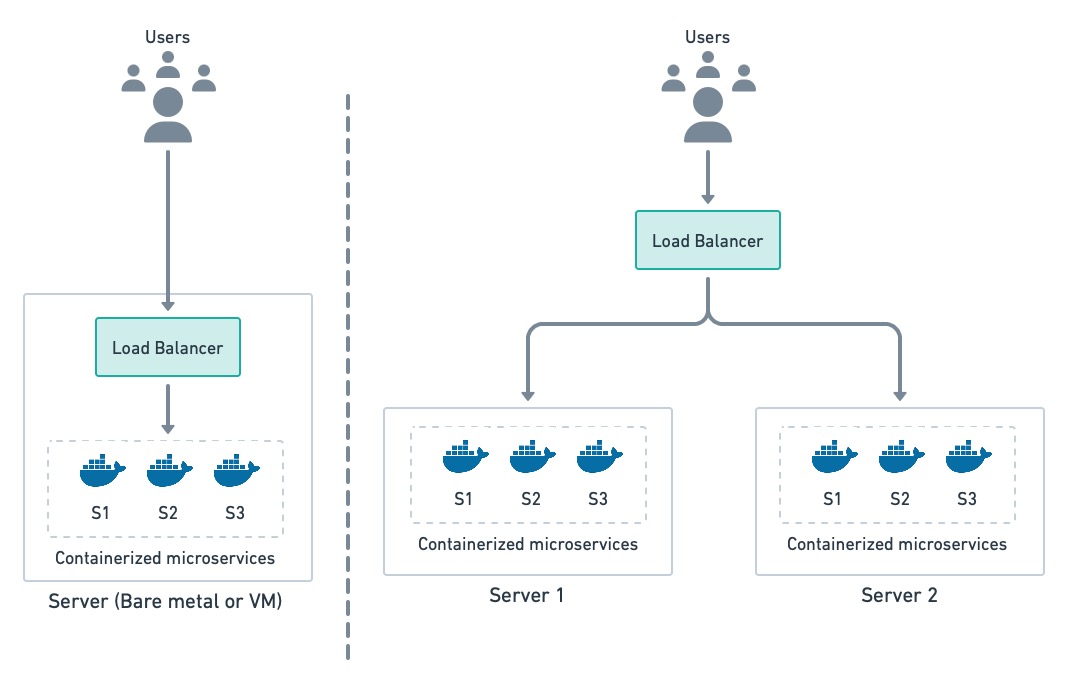 Users
Load Balancer
S1 S2 S3
Containerized microservices
Server (Bare metal or VM)
Users
Load Balancer
S1 S2 S3
Containerized microservices
Server 1
S1 S2 S3
Containerized microservices
Server 2